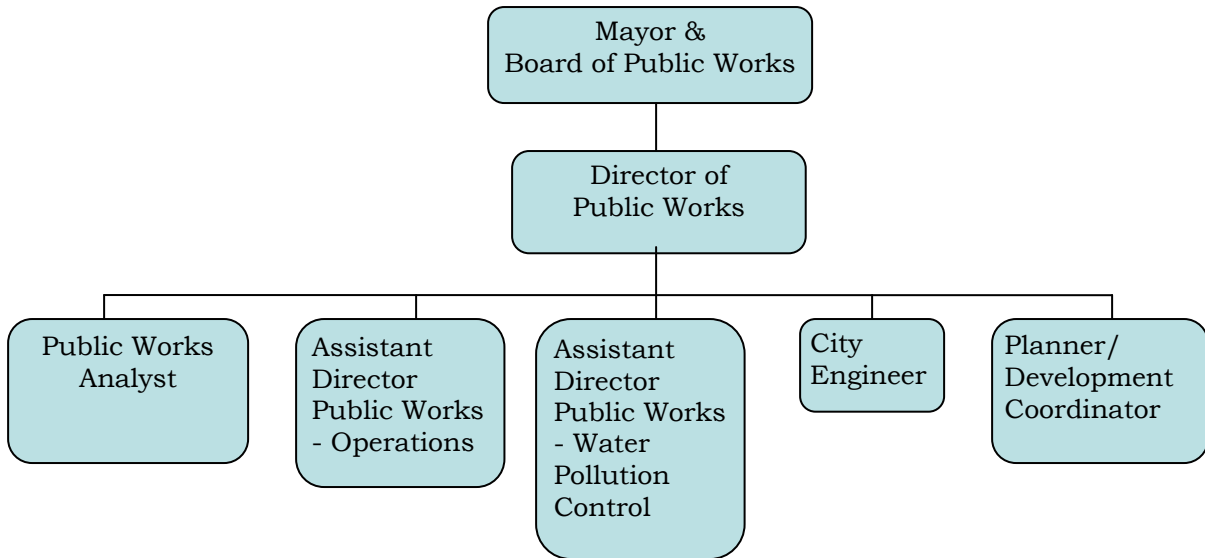 Mayor &
Board of Public Works
Director of
Public Works
Public Works
Analyst
Assistant
Director
Public Works
- Operations
Assistant
Director
Public Works
- Water
Pollution
Control
City
Engineer
Planner/
Development
Coordinator